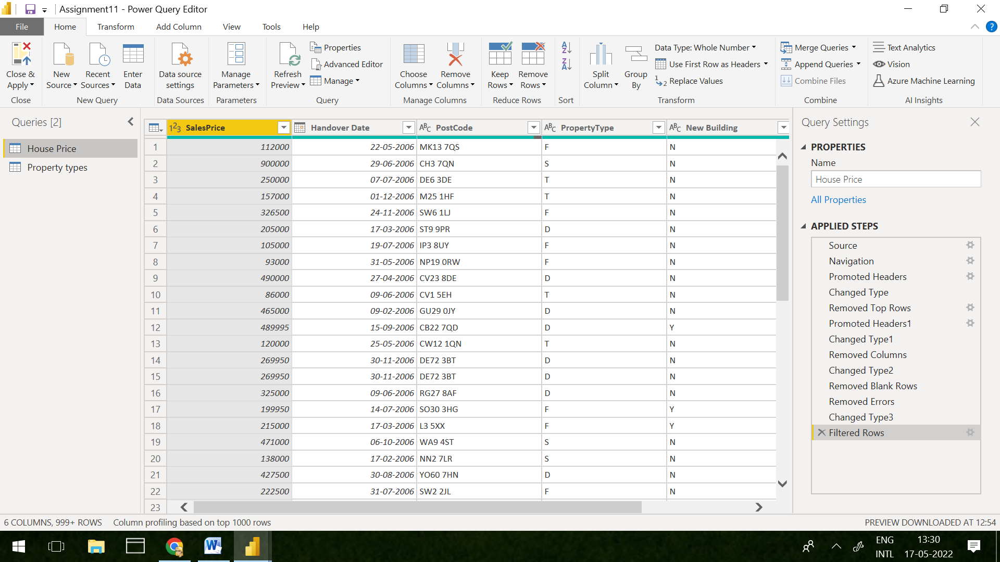 Assignment11 - Power Query Editor
File Home Transform Add Column View Tools Help
Close & Apply
Close
New Source
Recent Sources
Enter Data
New Query
Data source settings
Data Sources
Manage Parameters
Parameters
Refresh Preview
Properties
Advanced Editor
Manage
Query
Choose Columns
Remove Columns
Manage Columns
Keep Rows
Remove Rows
Reduce Rows
Sort
Split Column
Group By
Data Type: Whole Number
Use First Row as Headers
Replace Values
Transform
Merge Queries
Append Queries
Combine Files
Combine
Text Analytics
Vision
Azure Machine Learning
AI Insights
Queries [2]
House Price
Property types
SalesPrice Handover Date PostCode PropertyType New Building
1 112000 22-05-2006 MK13 7QS F N
2 900000 29-06-2006 CH3 7QN S N
3 250000 07-07-2006 DE6 3DE T N
4 157000 01-12-2006 M25 1HF T N
5 326500 24-11-2006 SW6 1LJ F N
6 205000 17-03-2006 ST9 9PR D N
7 105000 19-07-2006 IP3 8UY F N
8 93000 31-05-2006 NP19 0RW F N
9 490000 27-04-2006 CV23 8DE D N
10 86000 09-06-2006 CV1 5EH T N
11 465000 09-02-2006 GU29 0JY D N
12 489995 15-09-2006 CB22 7QD D Y
13 120000 25-05-2006 CW12 1QN T N
14 269950 30-11-2006 DE72 3BT D N
15 269950 30-11-2006 DE72 3BT D N
16 325000 09-06-2006 RG27 8AF D N
17 199950 14-07-2006 SO30 3HG F Y
18 215000 17-03-2006 L3 5XX F Y
19 471000 06-10-2006 WA9 4ST S N
20 138000 17-02-2006 NN2 7LR S N
21 427500 30-08-2006 YO60 7HN D N
22 222500 31-07-2006 SW2 2JL F N
23
Query Settings
PROPERTIES
Name
House Price
All Properties
APPLIED STEPS
Source
Navigation
Promoted Headers
Changed Type
Removed Top Rows
Promoted Headers1
Changed Type1
Removed Columns
Changed Type2
Removed Blank Rows
Removed Errors
Changed Type3
Filtered Rows
6 COLUMNS, 999+ ROWS Column profiling based on top 1000 rows PREVIEW DOWNLOADED AT 12:54
ENG 13:30
INTL 17-05-2022